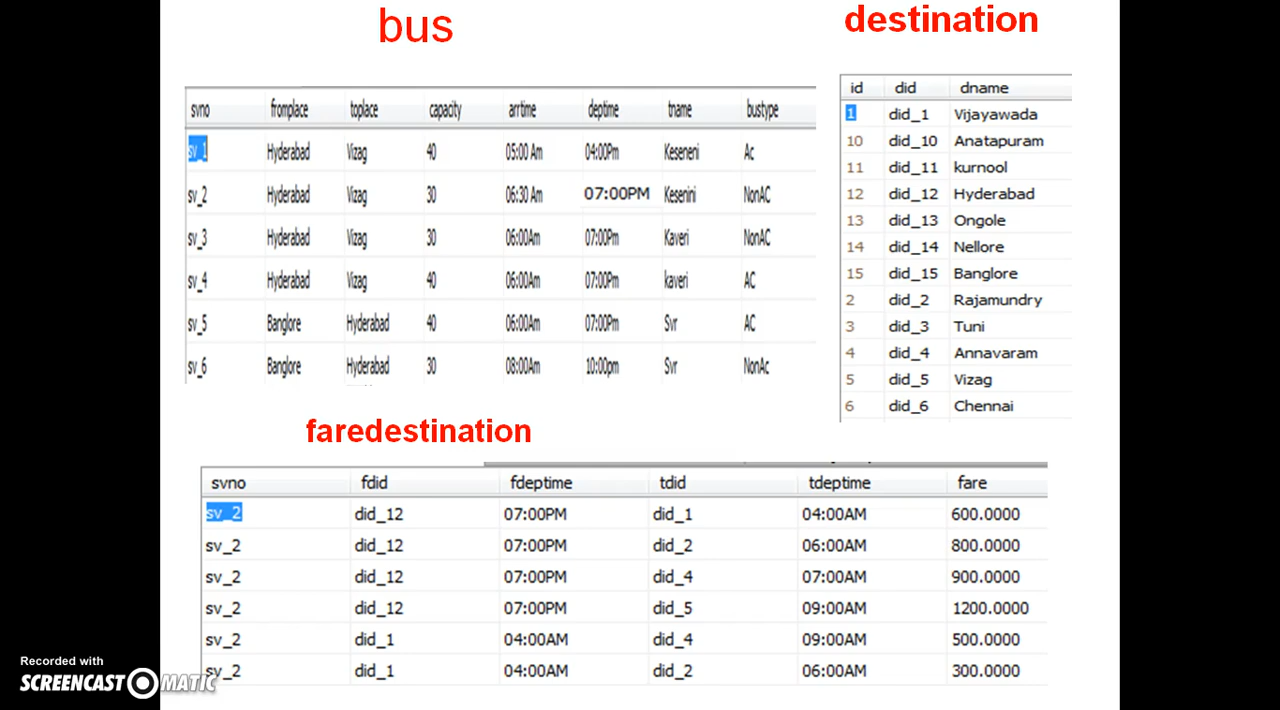 bus
destination
svno fromplace toplace capacity arrtime deptime tname bustype
sv_1 Hyderabad Vizag 40 05:00 Am 04:00Pm Keseneni Ac
sv_2 Hyderabad Vizag 30 06:30 Am 07:00PM Kesenini NonAC
sv_3 Hyderabad Vizag 30 06:00Am 07:00Pm Kaveri NonAC
sv_4 Hyderabad Vizag 40 06:00Am 07:00Pm kaveri AC
sv_5 Banglore Hyderabad 40 06:00Am 07:00Pm Svr AC
sv_6 Banglore Hyderabad 30 08:00Am 10:00pm Svr NonAc
id did dname
1 did_1 Vijayawada
10 did_10 Anatapuram
11 did_11 kurnool
12 did_12 Hyderabad
13 did_13 Ongole
14 did_14 Nellore
15 did_15 Banglore
2 did_2 Rajamundry
3 did_3 Tuni
4 did_4 Annavaram
5 did_5 Vizag
6 did_6 Chennai
faredestination
svno fdid fdeptime tdid tdeptime fare
sv_2 did_12 07:00PM did_1 04:00AM 600.0000
sv_2 did_12 07:00PM did_2 06:00AM 800.0000
sv_2 did_12 07:00PM did_4 07:00AM 900.0000
sv_2 did_12 07:00PM did_5 09:00AM 1200.0000
sv_2 did_1 04:00AM did_4 09:00AM 500.0000
sv_2 did_1 04:00AM did_2 06:00AM 300.0000
Recorded with
SCREENCAST MATIC